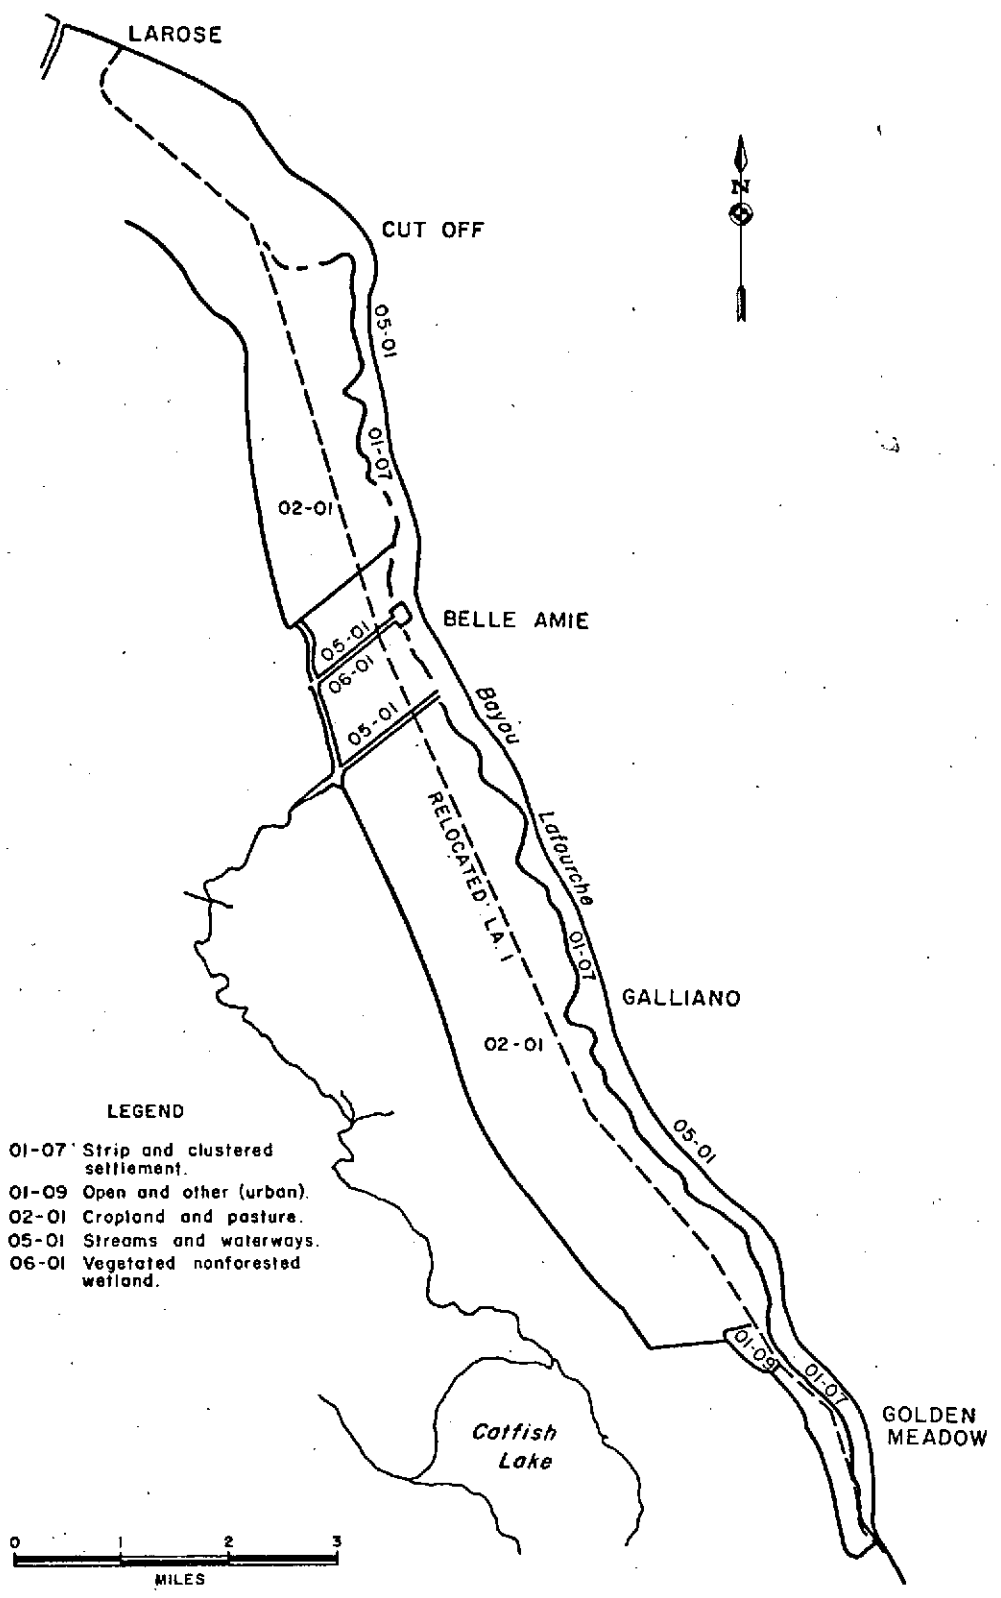 LAROSE
N
CUT OFF
05-01
01-07
02-01
BELLE AMIE
05-01
06-01
05-01
Bayou
RELOCATED LA. 1
Lafourche
01-07
GALLIANO
02-01
LEGEND
01-07 Strip and clustered
settlement.
01-09 Open and other (urban).
02-01 Cropland and pasture.
05-01 Streams and waterways.
06-01 Vegetated nonforested
wetland.
05-01
01-09
01-07
GOLDEN
MEADOW
Catfish
Lake
0 1 2 3
MILES